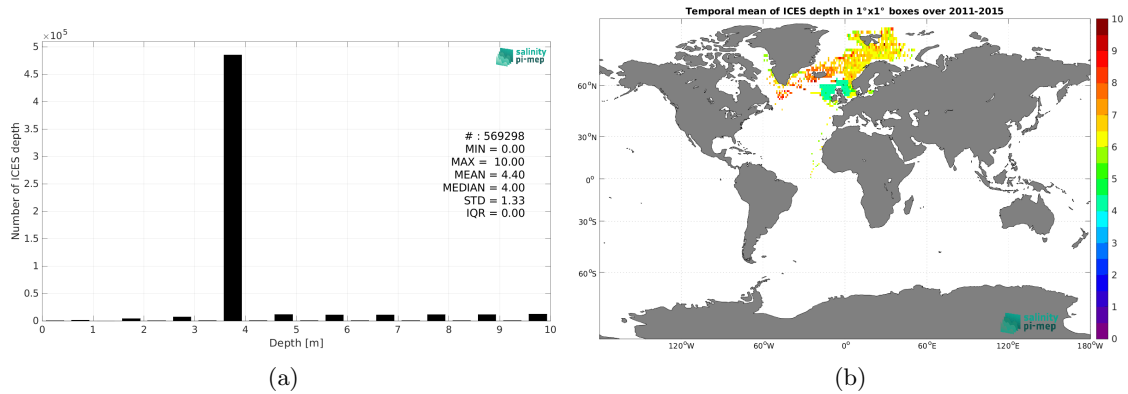 ×10⁵
5
4.5
4
3.5
3
2.5
2
1.5
1
0.5
0
Number of ICES depth
salinity
pi-mep
# : 569298
MIN = 0.00
MAX = 10.00
MEAN = 4.40
MEDIAN = 4.00
STD = 1.33
IQR = 0.00
0 1 2 3 4 5 6 7 8 9 10
Depth [m]
(a)
Temporal mean of ICES depth in 1°x1° boxes over 2011-2015
60°N
30°N
0°
30°S
60°S
salinity
pi-mep
120°W 60°W 0° 60°E 120°E 180°W
10
9
8
7
6
5
4
3
2
1
0
(b)